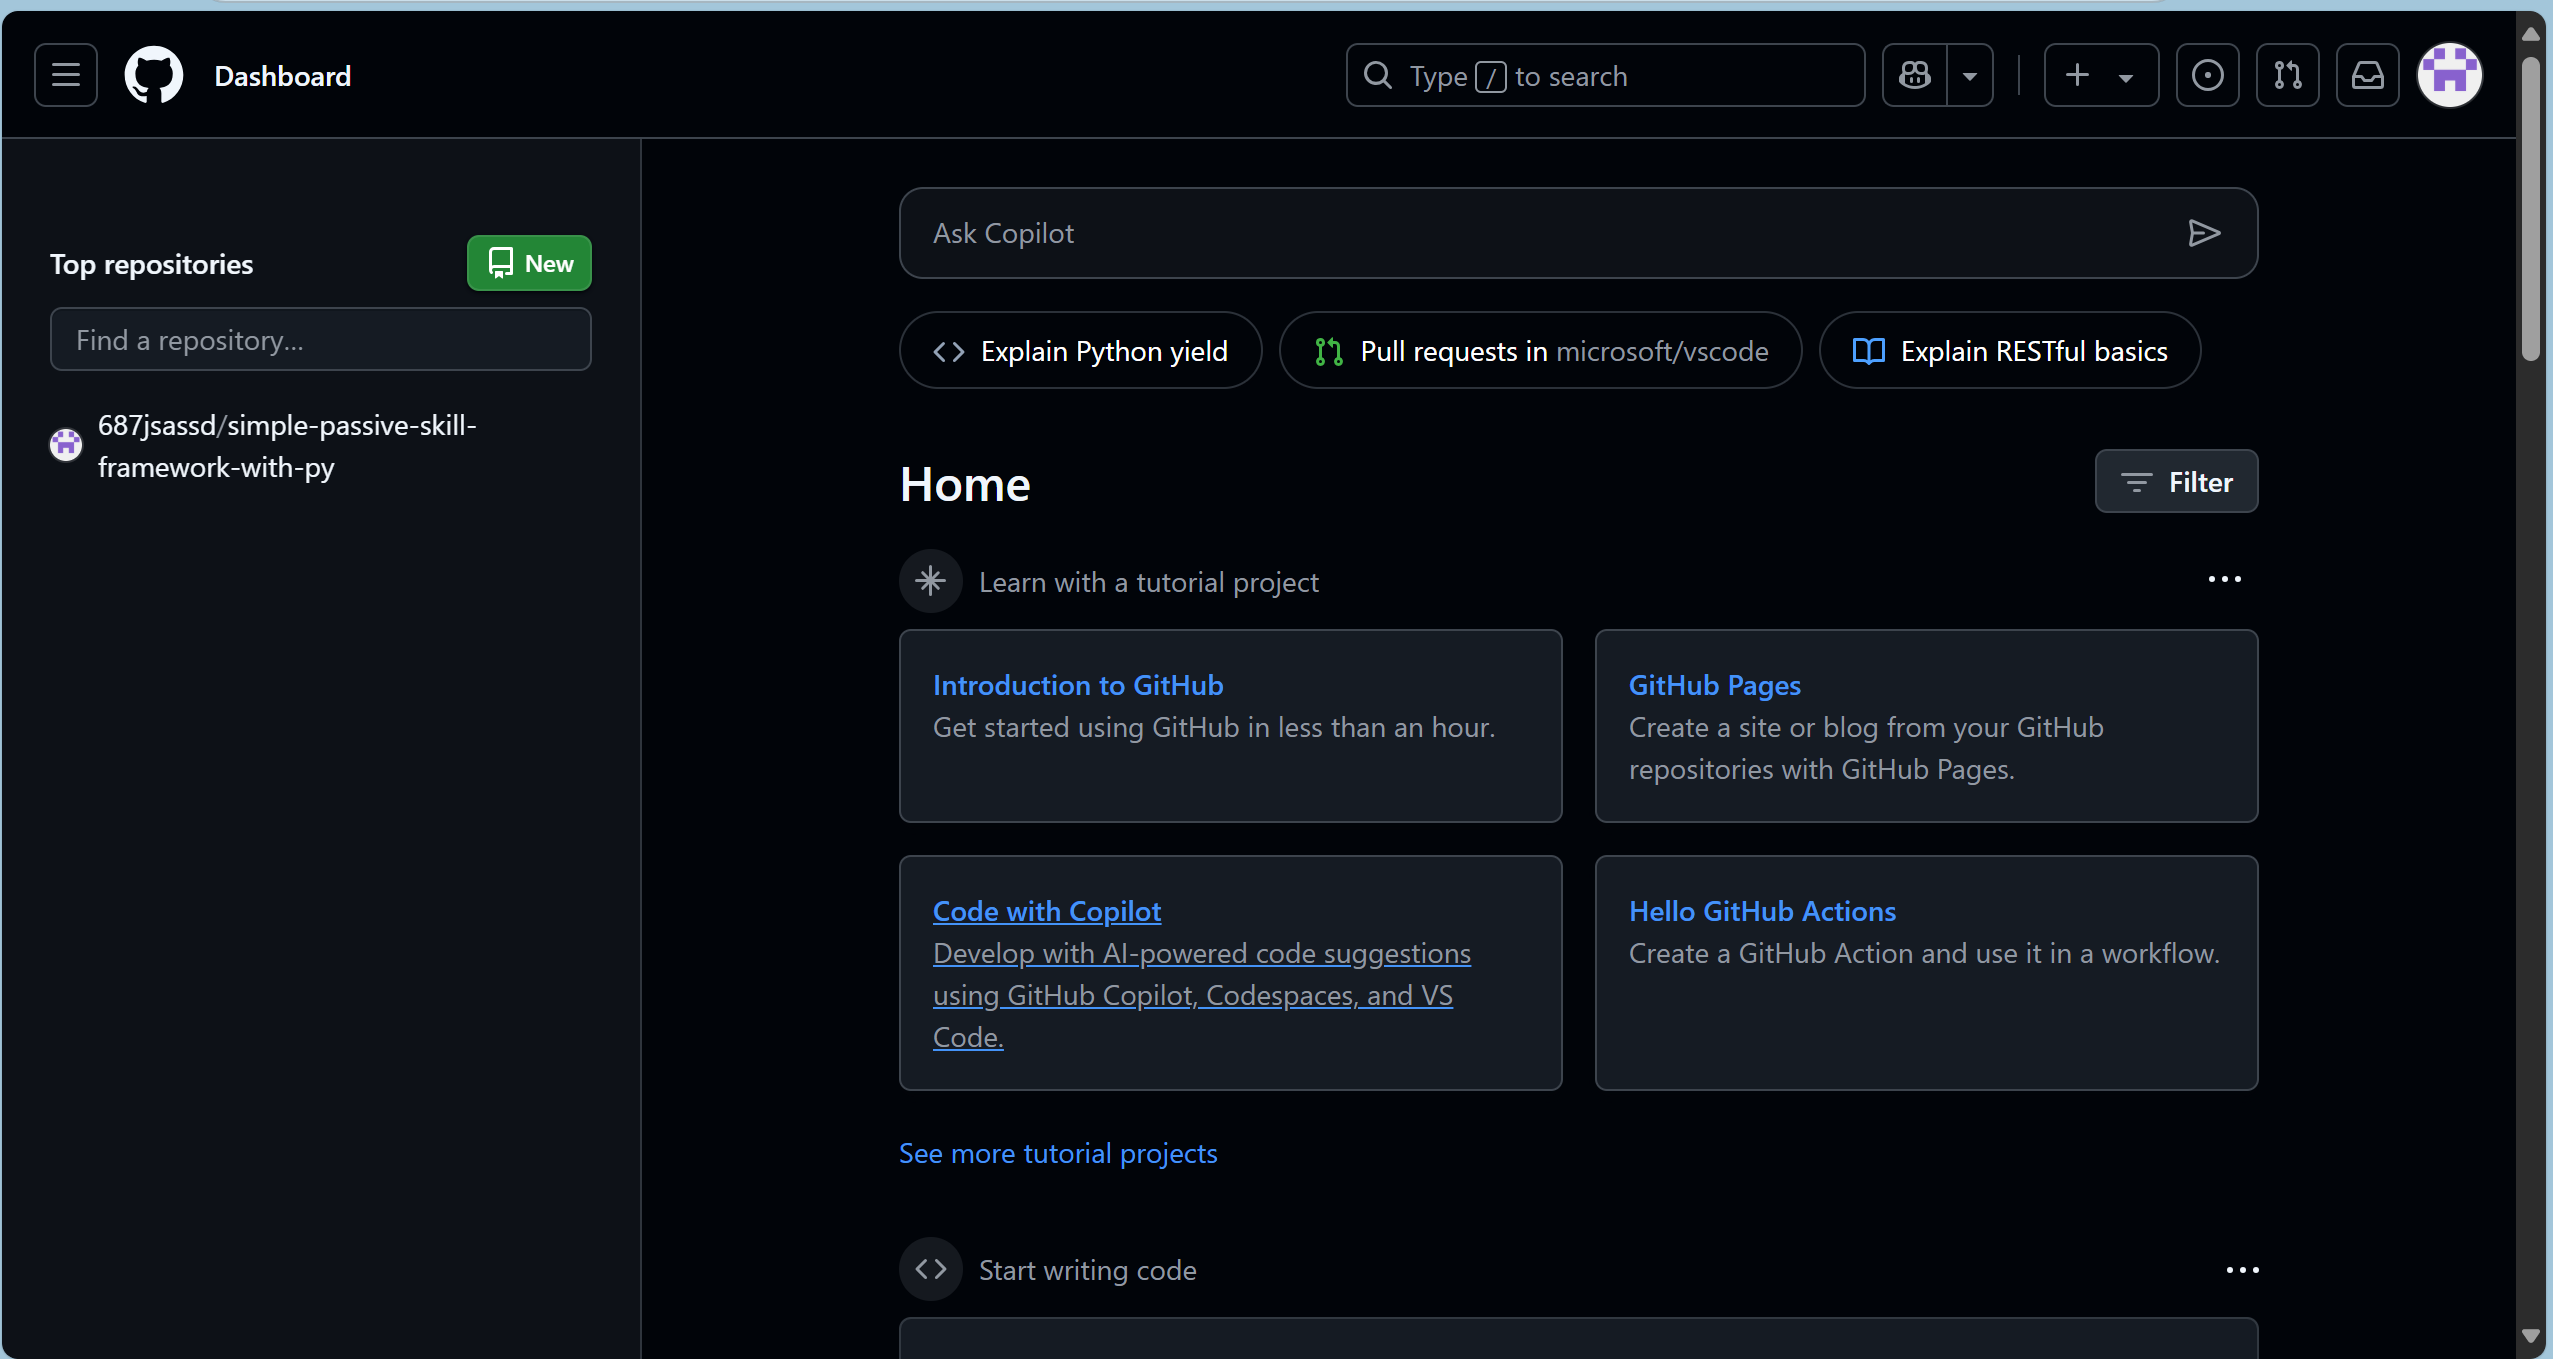 Dashboard
Type / to search
Top repositories
New
Find a repository...
687jsassd/simple-passive-skill-
framework-with-py
Ask Copilot
Explain Python yield
Pull requests in microsoft/vscode
Explain RESTful basics
Home
Filter
Learn with a tutorial project
Introduction to GitHub
Get started using GitHub in less than an hour.
GitHub Pages
Create a site or blog from your GitHub
repositories with GitHub Pages.
Code with Copilot
Develop with AI-powered code suggestions
using GitHub Copilot, Codespaces, and VS
Code.
Hello GitHub Actions
Create a GitHub Action and use it in a workflow.
See more tutorial projects
Start writing code